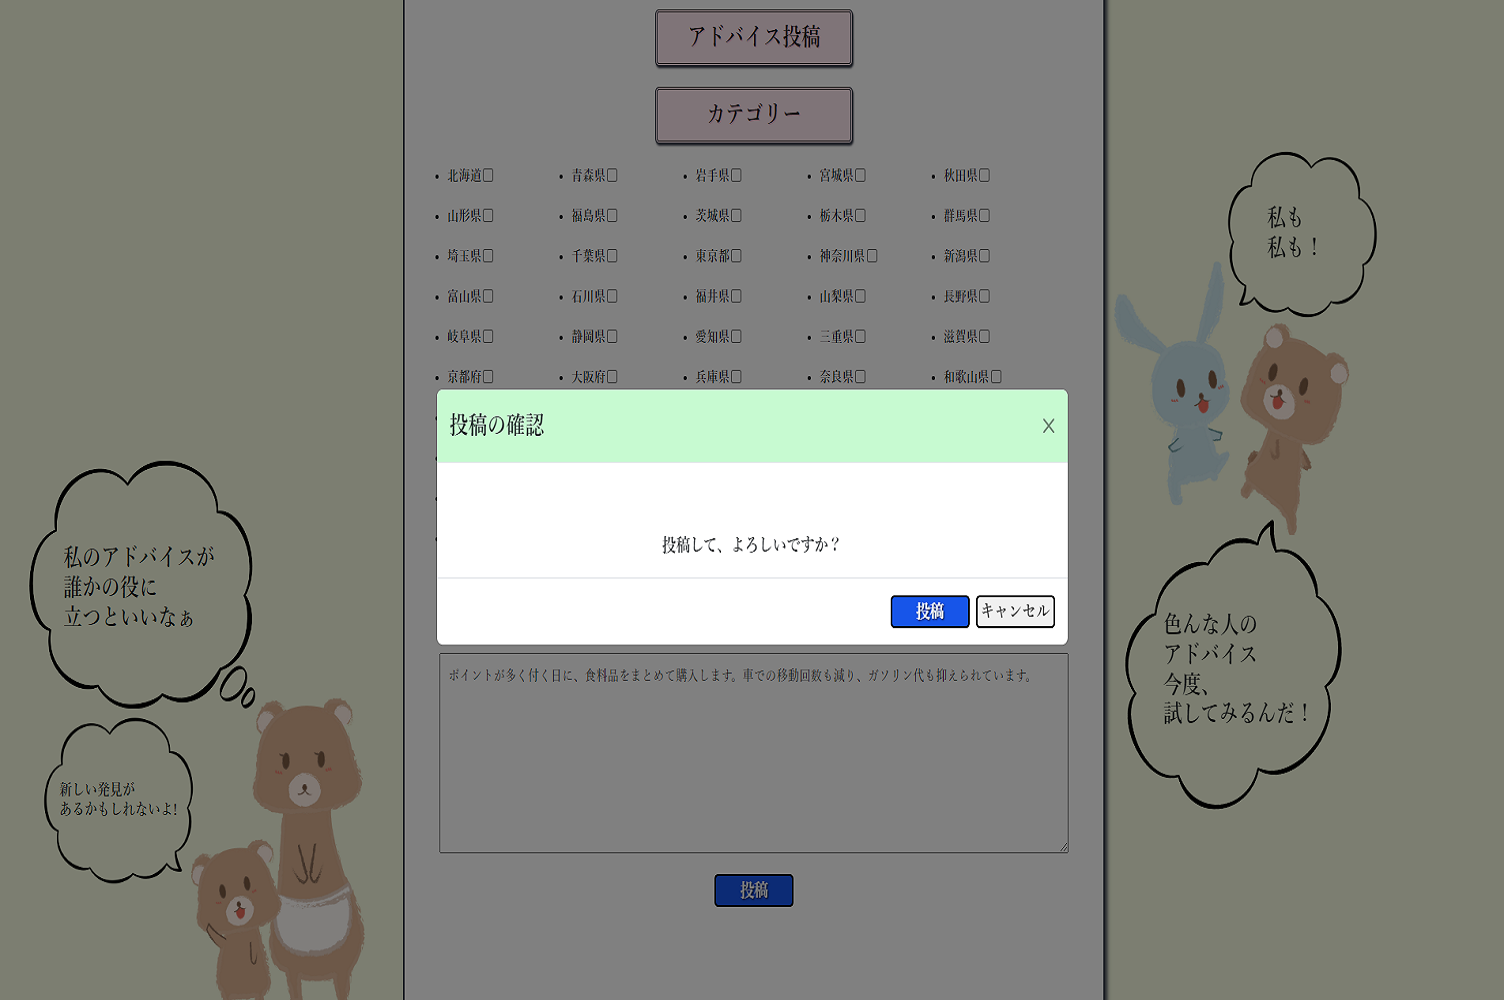 アドバイス投稿
カテゴリー
北海道 青森県 岩手県 宮城県 秋田県
山形県 福島県 茨城県 栃木県 群馬県
埼玉県 千葉県 東京都 神奈川県 新潟県
富山県 石川県 福井県 山梨県 長野県
岐阜県 静岡県 愛知県 三重県 滋賀県
京都府 大阪府 兵庫県 奈良県 和歌山県
投稿の確認
X
投稿して、よろしいですか？
投稿 キャンセル
ポイントが多く付く日に、食料品をまとめて購入します。車での移動回数も減り、ガソリン代も抑えられています。
投稿
私のアドバイスが
誰かの役に
立つといいなぁ
新しい発見が
あるかもしれないよ!
私も
私も！
色んな人の
アドバイス
今度、
試してみるんだ！